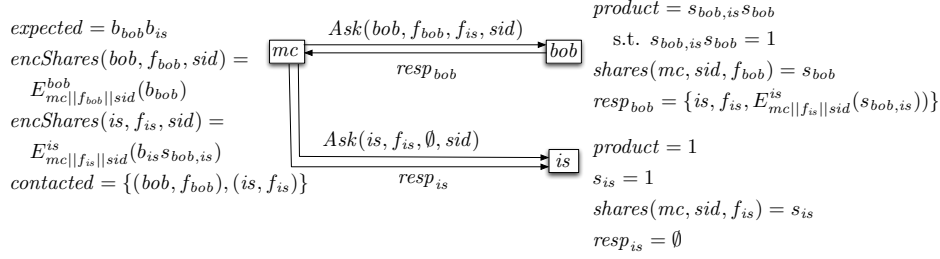 expected = b_{bob}b_{is}
encShares(bob, f_{bob}, sid) =
E^{bob}_{mc||f_{bob}||sid}(b_{bob})
encShares(is, f_{is}, sid) =
E^{is}_{mc||f_{is}||sid}(b_{is}s_{bob,is})
contacted = {(bob, f_{bob}), (is, f_{is})}
mc
Ask(bob, f_{bob}, f_{is}, sid)
resp_{bob}
bob
Ask(is, f_{is}, ∅, sid)
resp_{is}
is
product = s_{bob,is}s_{bob}
s.t. s_{bob,is}s_{bob} = 1
shares(mc, sid, f_{bob}) = s_{bob}
resp_{bob} = {is, f_{is}, E^{is}_{mc||f_{is}||sid}(s_{bob,is}))}
product = 1
s_{is} = 1
shares(mc, sid, f_{is}) = s_{is}
resp_{is} = ∅